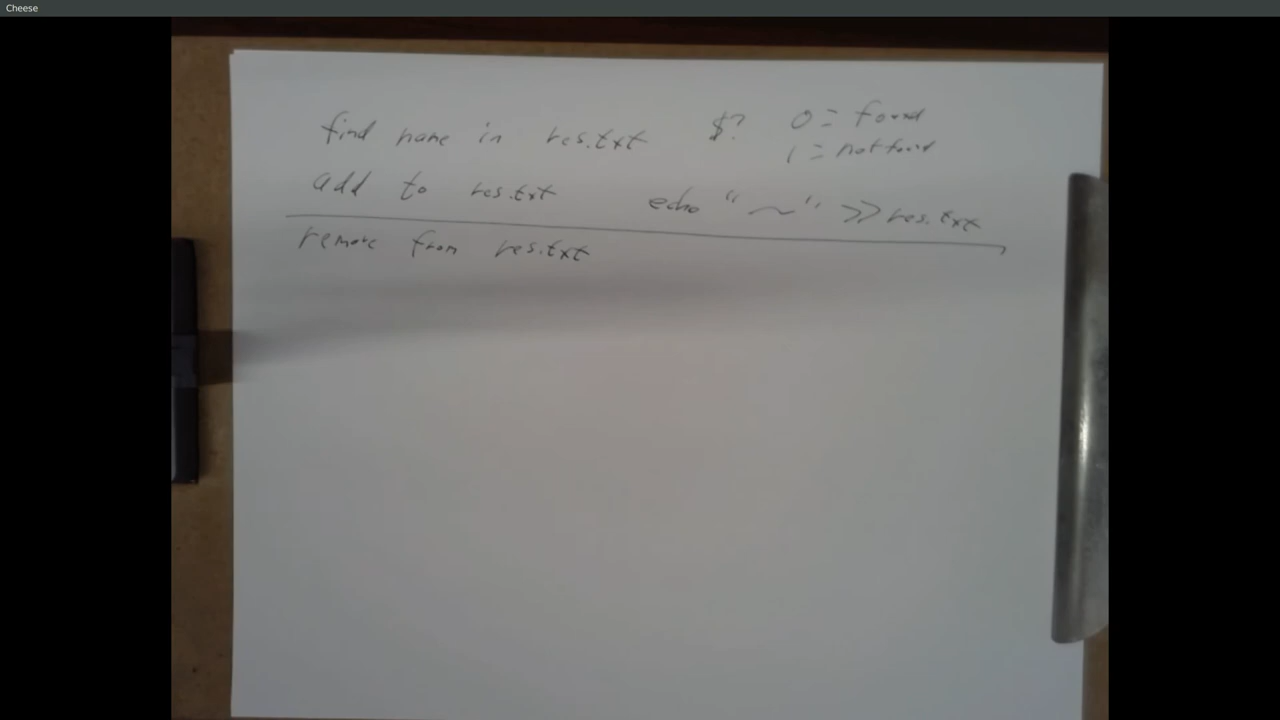 Cheese
find name in res.txt $? 0 = found
1 = not found
add to res.txt echo "~" >> res.txt
remove from res.txt